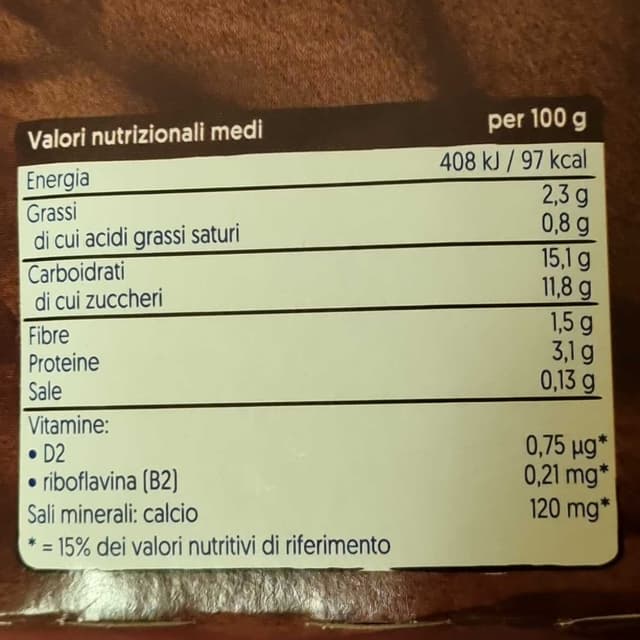 Valori nutrizionali medi per 100 g
Energia 408 kJ / 97 kcal
Grassi 2,3 g
di cui acidi grassi saturi 0,8 g
Carboidrati 15,1 g
di cui zuccheri 11,8 g
Fibre 1,5 g
Proteine 3,1 g
Sale 0,13 g
Vitamine:
• D2 0,75 µg*
• riboflavina (B2) 0,21 mg*
Sali minerali: calcio 120 mg*
* = 15% dei valori nutritivi di riferimento